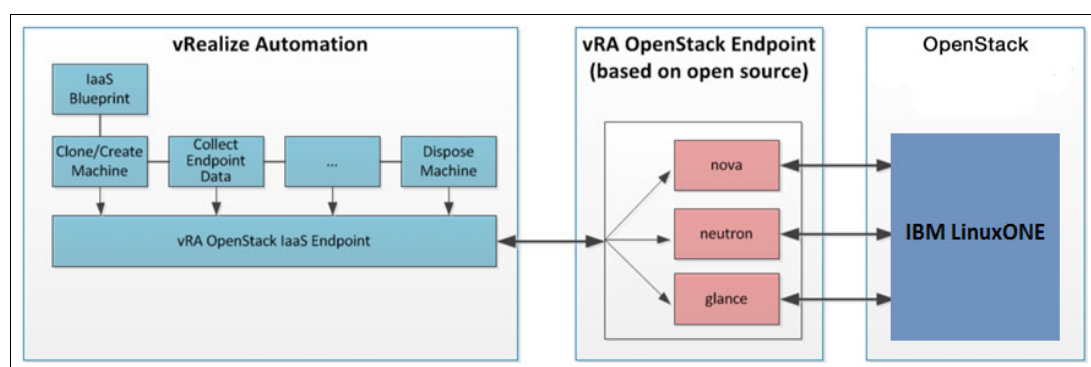 vRealize Automation
IaaS
Blueprint
Clone/Create
Machine
Collect
Endpoint
Data
...
Dispose
Machine
vRA OpenStack IaaS Endpoint
vRA OpenStack Endpoint
(based on open source)
nova
neutron
glance
OpenStack
IBM LinuxONE